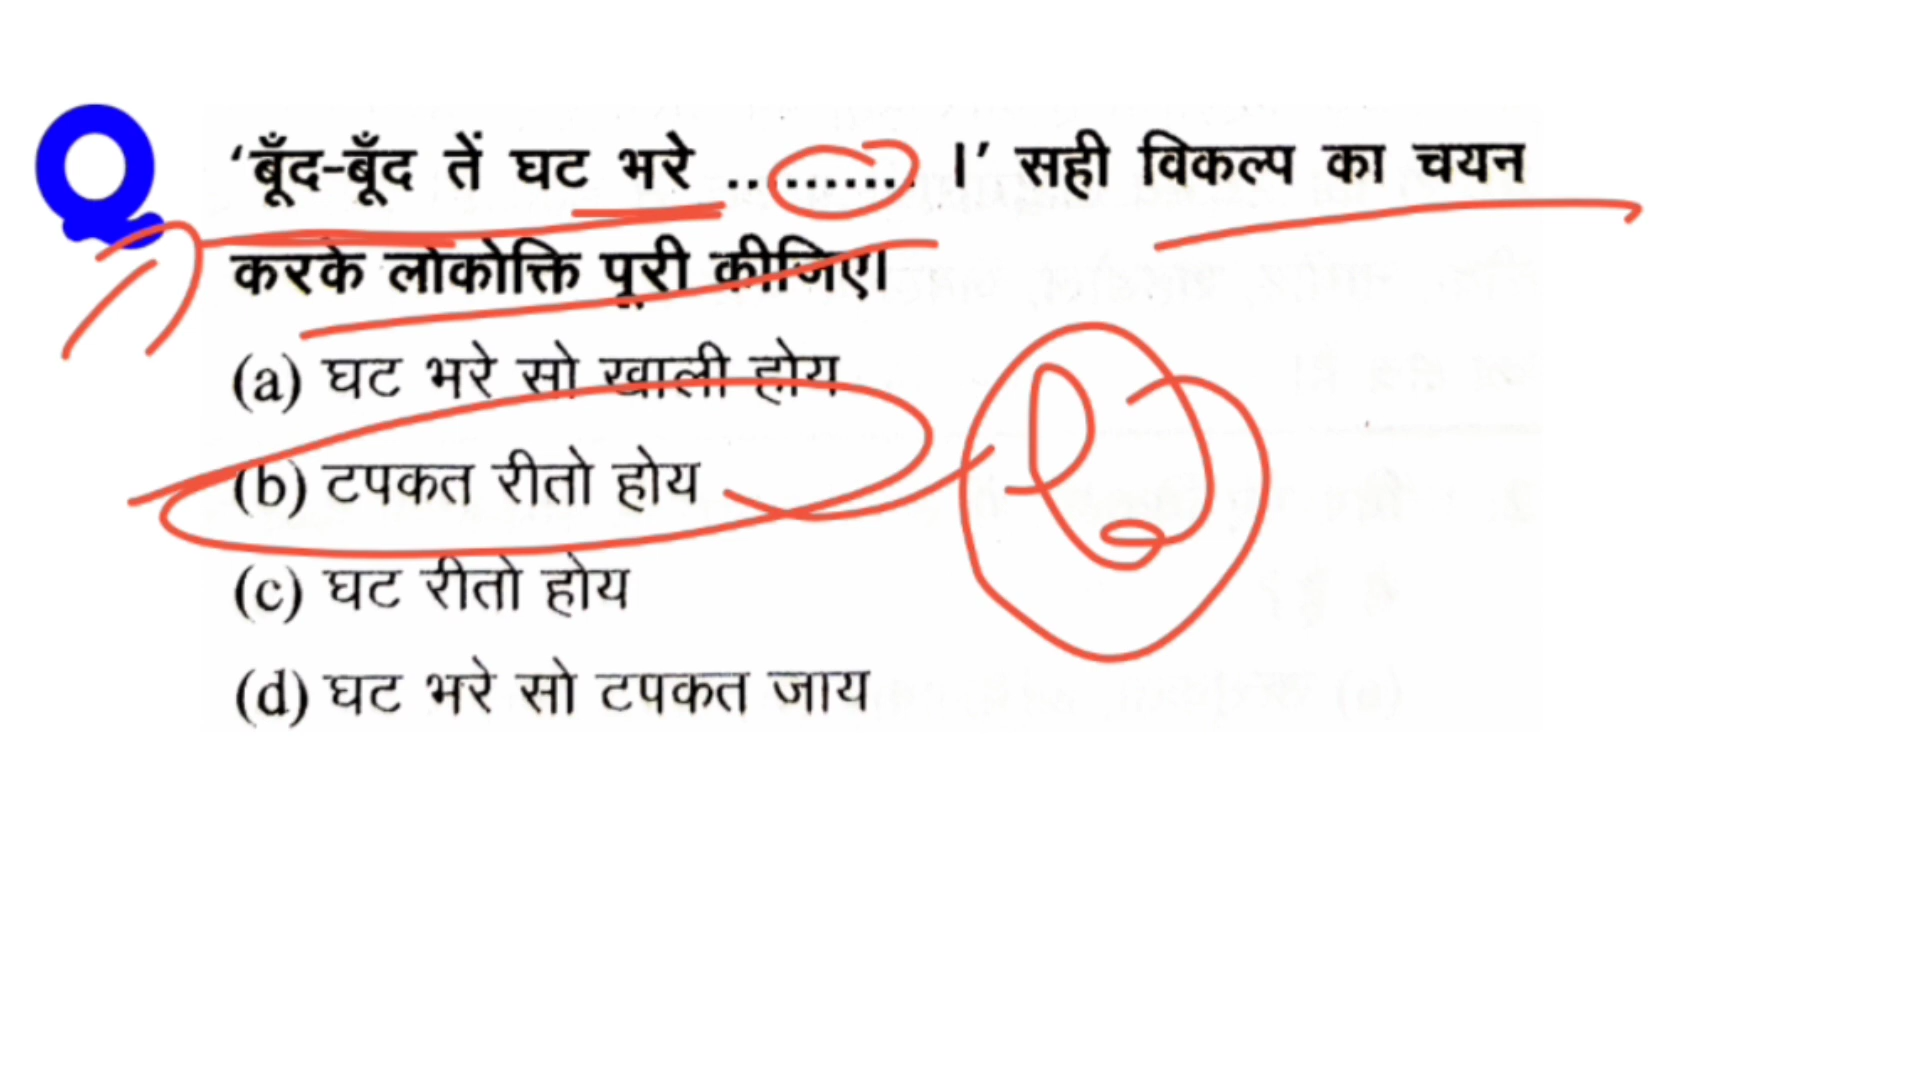 Q 'बूँद-बूँद तें घट भरे .......... ।' सही विकल्प का चयन
करके लोकोक्ति पूरी कीजिए।
(a) घट भरे सो खाली होय
(b) टपकत रीतो होय
(c) घट रीतो होय
(d) घट भरे सो टपकत जाय